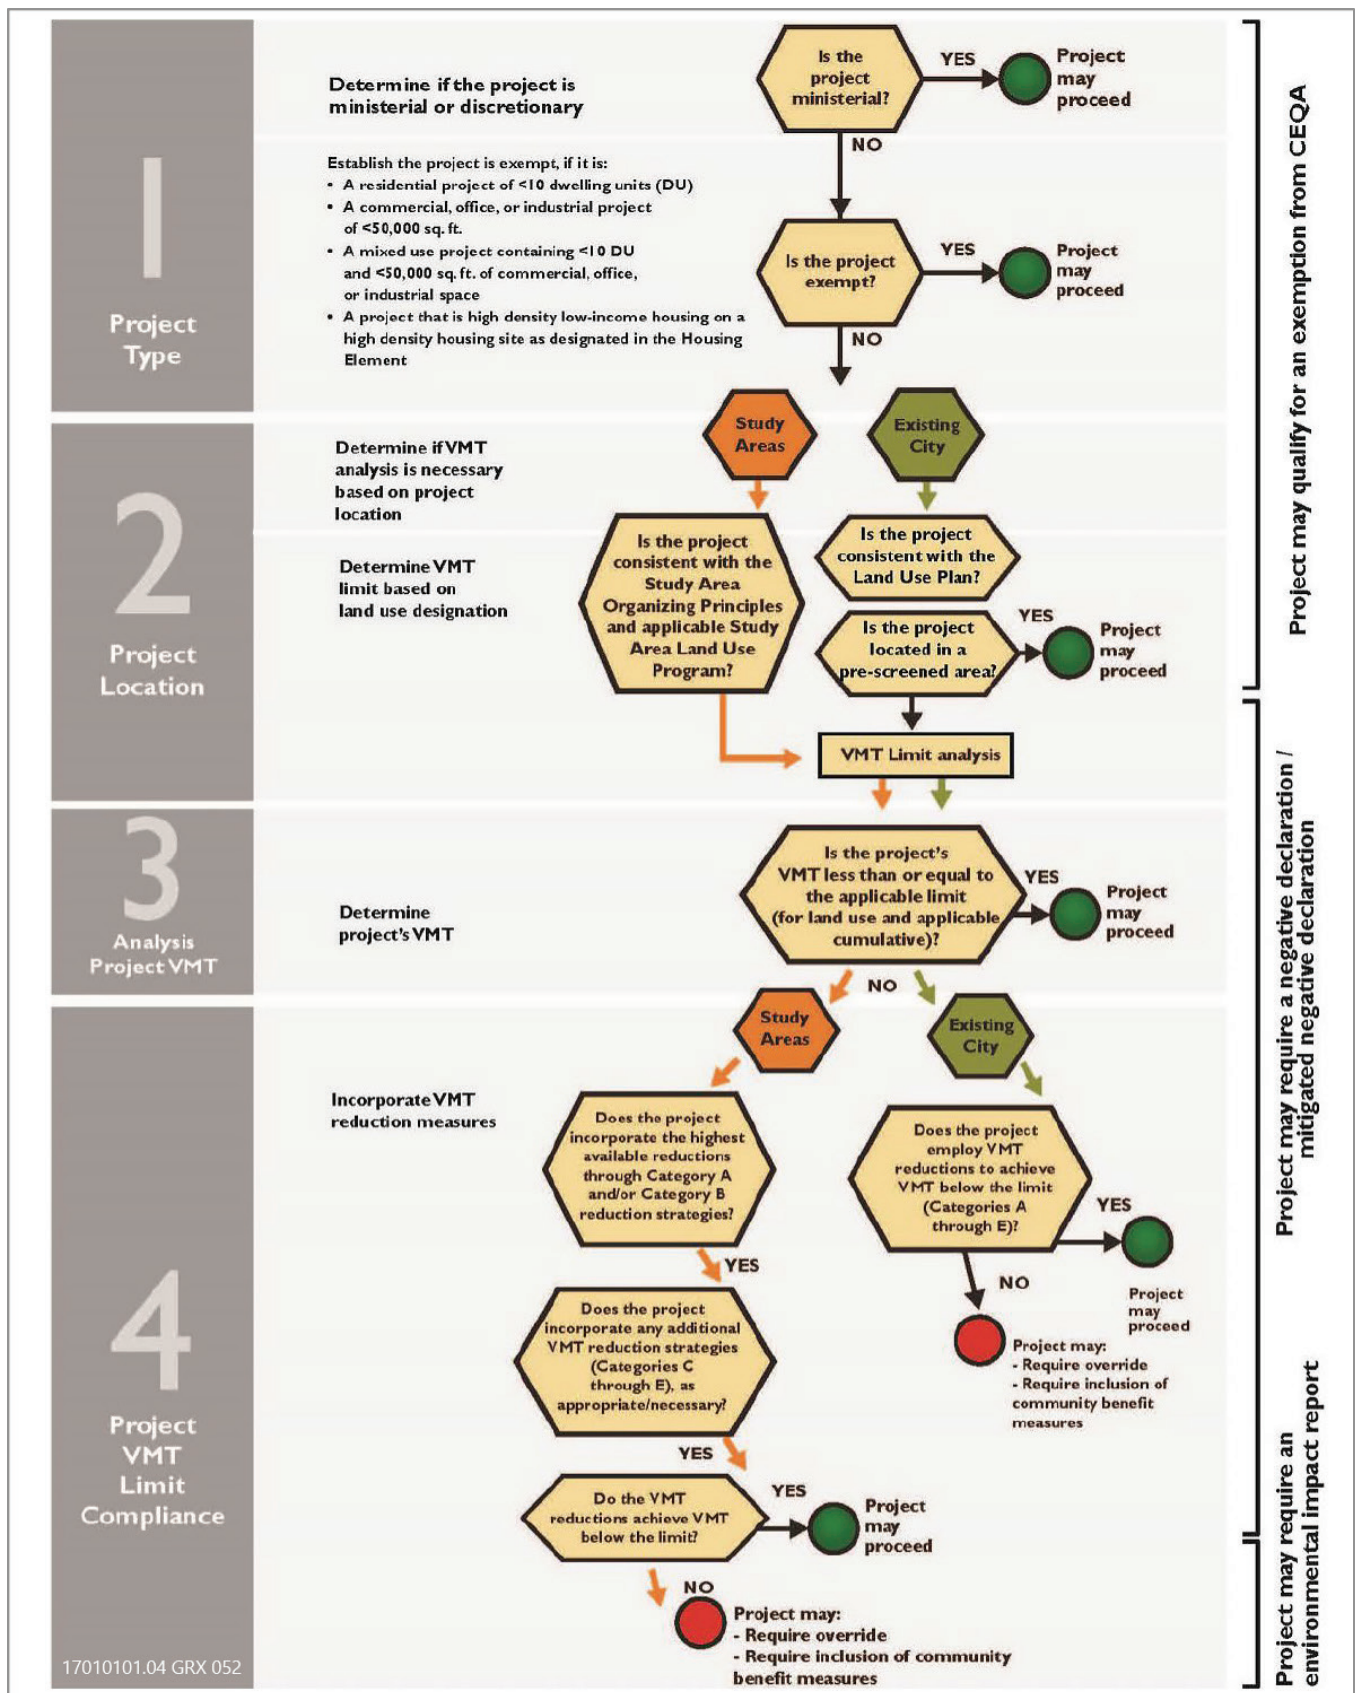 1
Project
Type
Determine if the project is
ministerial or discretionary
Is the
project
ministerial?
YES
Project
may
proceed
NO
Establish the project is exempt, if it is:
• A residential project of <10 dwelling units (DU)
• A commercial, office, or industrial project
of <50,000 sq. ft.
• A mixed use project containing <10 DU
and <50,000 sq. ft. of commercial, office,
or industrial space
• A project that is high density low-income housing on a
high density housing site as designated in the Housing
Element
Is the project
exempt?
YES
Project
may
proceed
NO
2
Project
Location
Determine if VMT
analysis is necessary
based on project
location
Study
Areas
Existing
City
Determine VMT
limit based on
land use designation
Is the project
consistent with the
Study Area
Organizing Principles
and applicable Study
Area Land Use
Program?
Is the project
consistent with the
Land Use Plan?
Is the project
located in a
pre-screened area?
YES
Project
may
proceed
VMT Limit analysis
3
Analysis
Project VMT
Determine
project's VMT
Is the project's
VMT less than or equal to
the applicable limit
(for land use and applicable
cumulative)?
YES
Project
may
proceed
NO
4
Project
VMT
Limit
Compliance
Study
Areas
Existing
City
Incorporate VMT
reduction measures
Does the project
incorporate the highest
available reductions
through Category A
and/or Category B
reduction strategies?
YES
Does the project
employ VMT
reductions to achieve
VMT below the limit
(Categories A
through E)?
YES
Project
may
proceed
NO
Project may:
- Require override
- Require inclusion of
community benefit
measures
Does the project
incorporate any additional
VMT reduction strategies
(Categories C
through E), as
appropriate/necessary?
YES
Do the VMT
reductions achieve VMT
below the limit?
YES
Project
may
proceed
NO
Project may:
- Require override
- Require inclusion of community
benefit measures
Project may qualify for an exemption from CEQA
Project may require a negative declaration /
mitigated negative declaration
Project may require an
environmental impact report
17010101.04 GRX 052